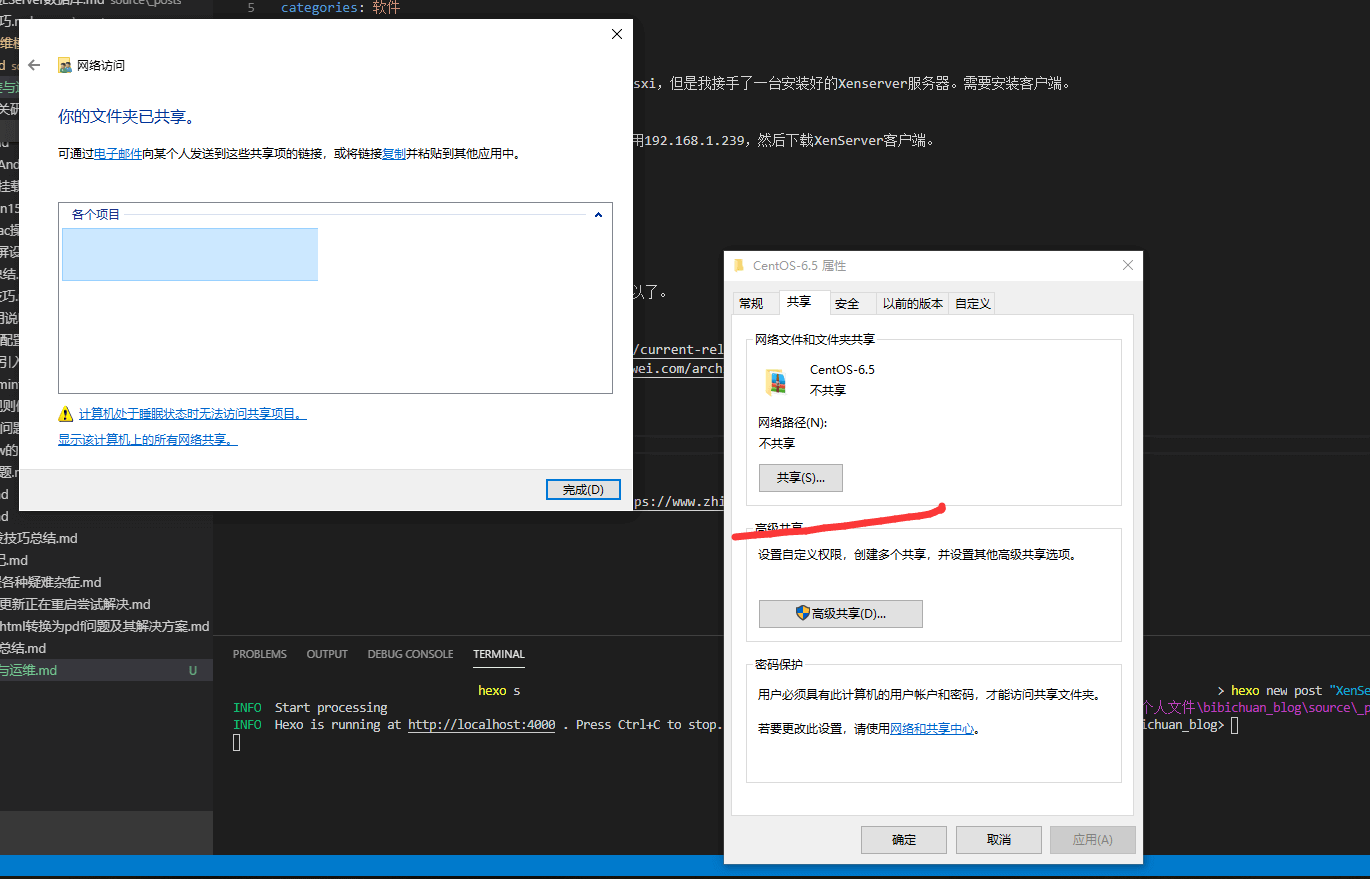 SServer数据库.md source\_posts
5 categories: 软件
巧.md
网络访问
你的文件夹已共享。
可通过电子邮件向某个人发送到这些共享项的链接，或将链接复制并粘贴到其他应用中。
各个项目
计算机处于睡眠状态时无法访问共享项目。
显示该计算机上的所有网络共享。
完成(D)
sxi，但是我接手了一台安装好的Xenserver服务器。需要安装客户端。
用192.168.1.239，然后下载XenServer客户端。
以了。
/current-rel
wei.com/archi
ps://www.zhi
CentOS-6.5 属性
常规 共享 安全 以前的版本 自定义
网络文件和文件夹共享
CentOS-6.5
不共享
网络路径(N):
不共享
共享(S)...
高级共享
设置自定义权限，创建多个共享，并设置其他高级共享选项。
高级共享(D)...
密码保护
用户必须具有此计算机的用户帐户和密码，才能访问共享文件夹。
若要更改此设置，请使用网络和共享中心。
确定 取消 应用(A)
技巧总结.md
己.md
各种疑难杂症.md
更新正在重启尝试解决.md
html转换为pdf问题及其解决方案.md
总结.md
与运维.md U
PROBLEMS OUTPUT DEBUG CONSOLE TERMINAL
hexo s
INFO Start processing
INFO Hexo is running at http://localhost:4000 . Press Ctrl+C to stop.
> hexo new post "XenSe
个人文件\bibichuan_blog\source\_p
ichuan_blog>